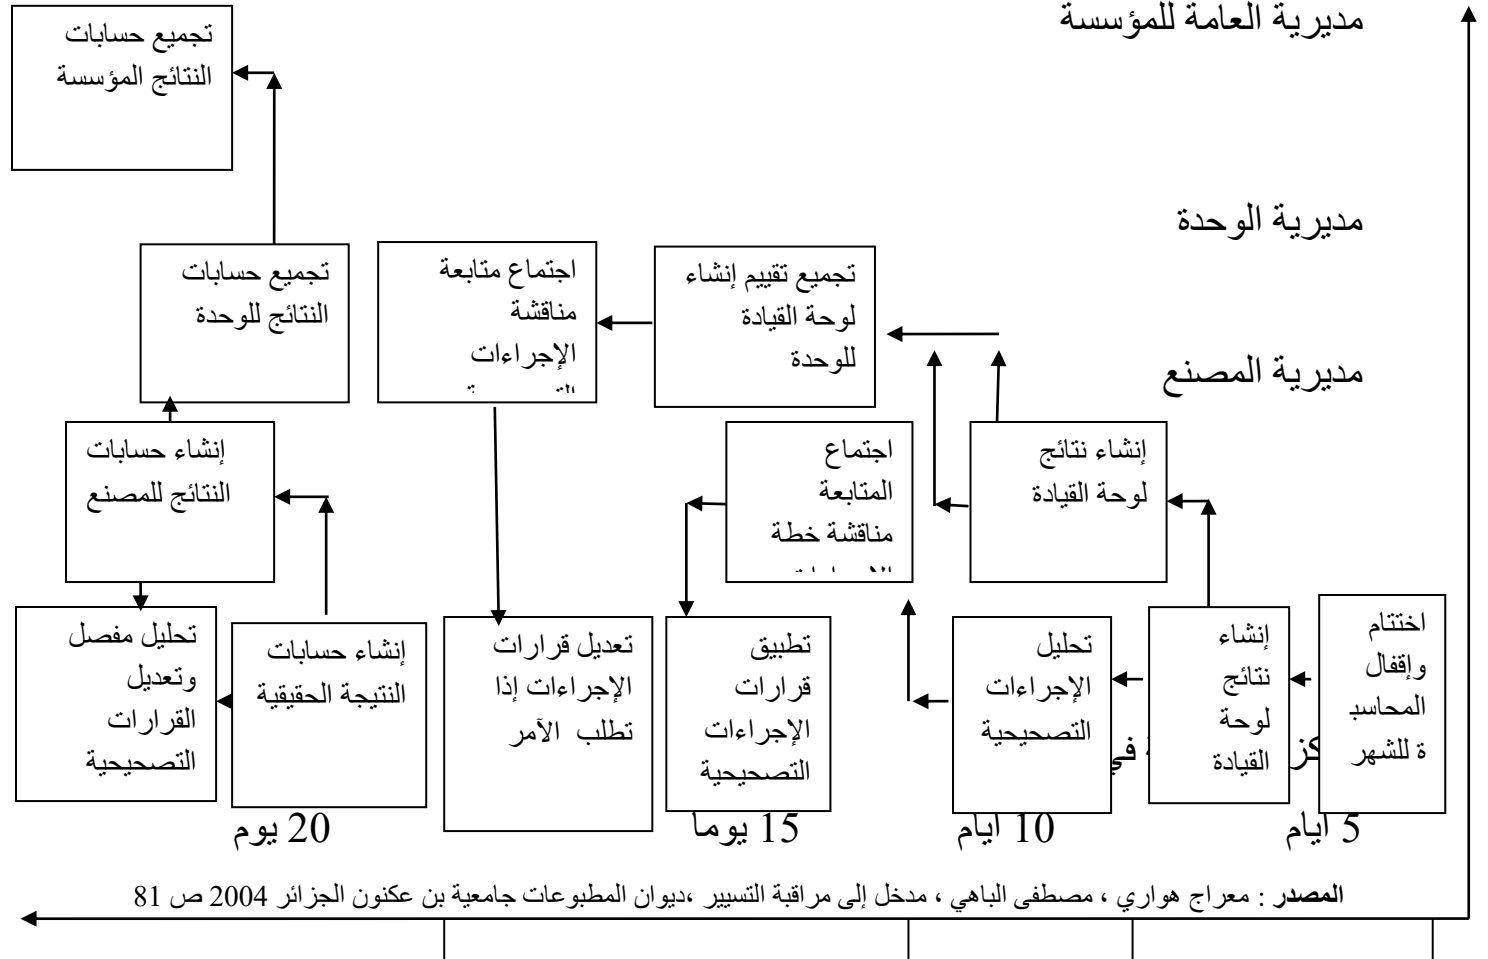 مديرية العامة للمؤسسة
تجميع حسابات
النتائج المؤسسة
مديرية الوحدة
تجميع تقييم إنشاء
لوحة القيادة
للوحدة
اجتماع متابعة
مناقشة
الإجراءات
تجميع حسابات
النتائج للوحدة
مديرية المصنع
إنشاء نتائج
لوحة القيادة
اجتماع
المتابعة
مناقشة خطة
إنشاء حسابات
النتائج للمصنع
اختتام
وإقفال
المحاسب
ة للشهر
إنشاء
نتائج
لوحة
القيادة
تحليل
الإجراءات
التصحيحية
تطبيق
قرارات
الإجراءات
التصحيحية
تعديل قرارات
الإجراءات إذا
تطلب الآمر
إنشاء حسابات
النتيجة الحقيقية
تحليل مفصل
وتعديل
القرارات
التصحيحية
5 أيام
10 أيام
15 يوما
20 يوم
المصدر : معراج هواري ، مصطفى الباهي ، مدخل إلى مراقبة التسيير ،ديوان المطبوعات جامعية بن عكنون الجزائر 2004 ص 81